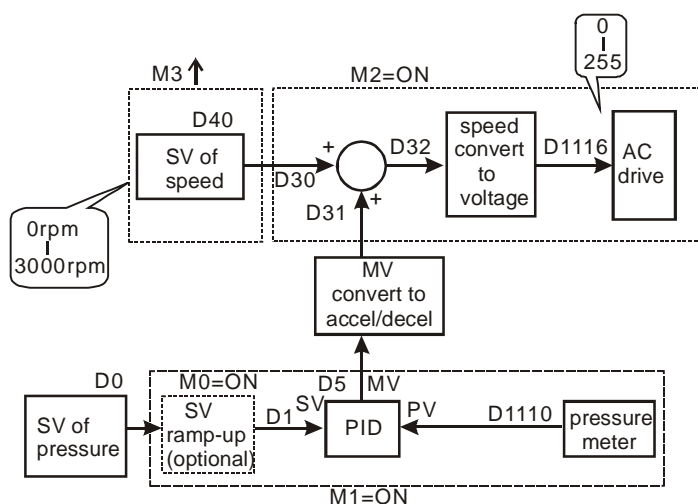 0
255
M3
M2=ON
D40
SV of
speed
+
D30
D31
+
D32
speed
convert
to
voltage
D1116
AC
drive
0rpm
3000rpm
MV
convert to
accel/decel
D0
SV of
pressure
M0=ON
SV
ramp-up
(optional)
D1
SV
D5
MV
PID
PV
D1110
pressure
meter
M1=ON